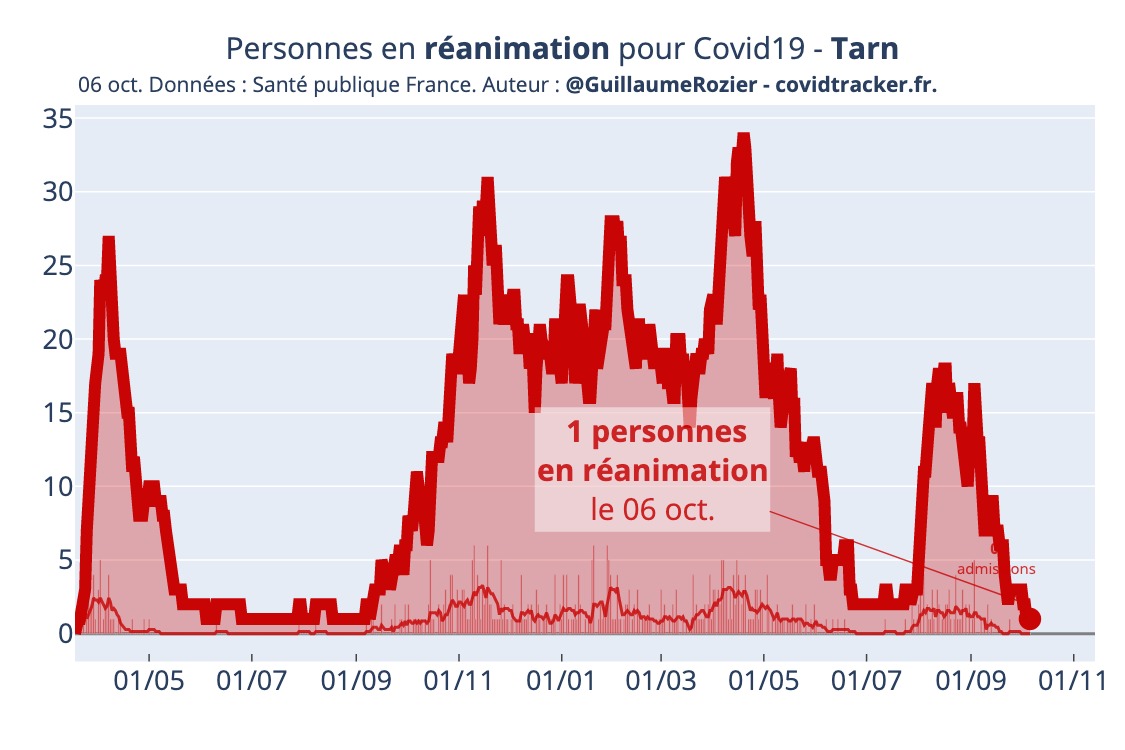 Personnes en réanimation pour Covid19 - Tarn
06 oct. Données : Santé publique France. Auteur : @GuillaumeRozier - covidtracker.fr.
35
30
25
20
15
10
5
0
1 personnes
en réanimation
le 06 oct.
0
admissions
01/05 01/07 01/09 01/11 01/01 01/03 01/05 01/07 01/09 01/11